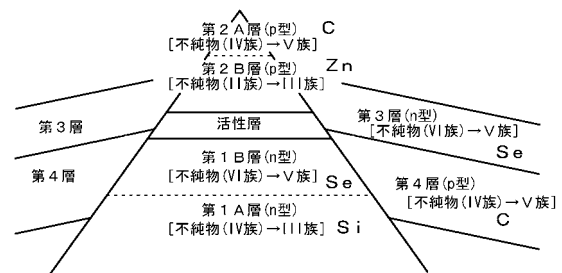 第2A層(p型) C
[不純物(IV族)→V族]
第2B層(p型) Zn
[不純物(II族)→III族]
第3層
活性層
第3層(n型)
[不純物(VI族)→V族]
Se
第4層
第1B層(n型)
[不純物(VI族)→V族] Se
第4層(p型)
[不純物(IV族)→V族]
C
第1A層(n型)
[不純物(IV族)→III族] Si